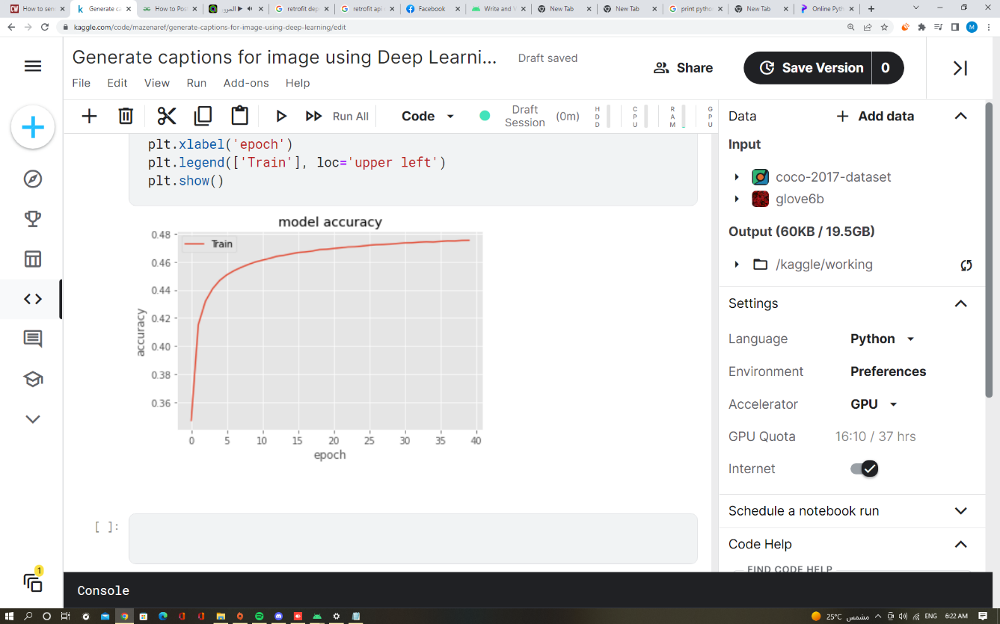 How to sen
Generate ca
How to Pos
المزو
retrofit dep
retrofit api
Facebook
Write and V
New Tab
New Tab
print python
New Tab
Online Pyth
kaggle.com/code/mazenaref/generate-captions-for-image-using-deep-learning/edit
M
Generate captions for image using Deep Learni...
Draft saved
File Edit View Run Add-ons Help
Share
Save Version 0
Run All
Code
Draft Session (0m)
HDD
CPU
RAM
GPU
plt.xlabel('epoch')
plt.legend(['Train'], loc='upper left')
plt.show()
model accuracy
Train
accuracy
0.48
0.46
0.44
0.42
0.40
0.38
0.36
0 5 10 15 20 25 30 35 40
epoch
[ ]:
Console
1
Data
Add data
Input
coco-2017-dataset
glove6b
Output (60KB / 19.5GB)
/kaggle/working
Settings
Language Python
Environment Preferences
Accelerator GPU
GPU Quota 16:10 / 37 hrs
Internet
Schedule a notebook run
Code Help
FIND CODE HELP
25°C مشمس
ENG
6:22 AM